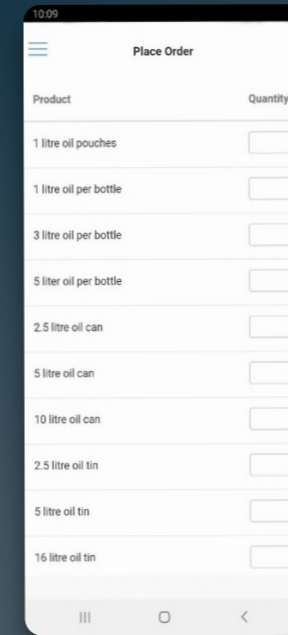 10:09
Place Order
Product Quantity
1 litre oil pouches
1 litre oil per bottle
3 litre oil per bottle
5 liter oil per bottle
2.5 litre oil can
5 litre oil can
10 litre oil can
2.5 litre oil tin
5 litre oil tin
16 litre oil tin